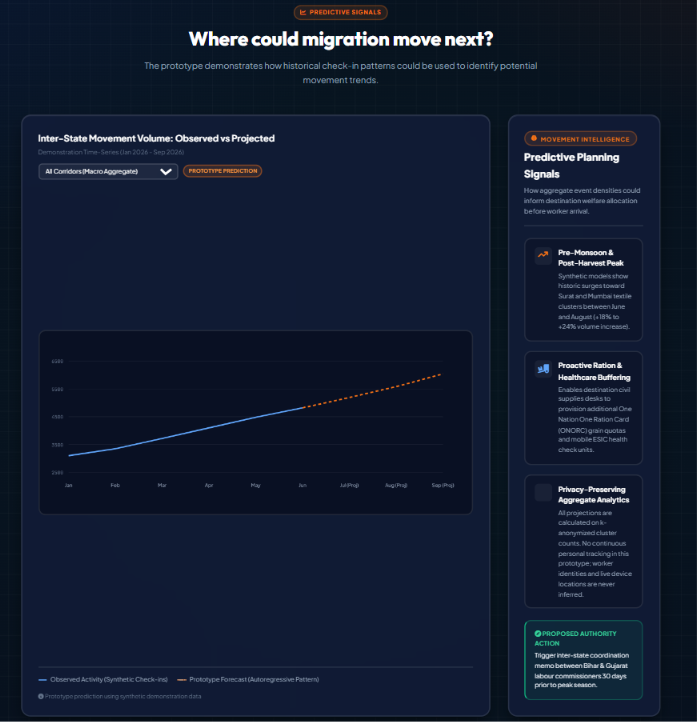 PREDICTIVE SIGNALS
Where could migration move next?
The prototype demonstrates how historical check-in patterns could be used to identify potential
movement trends.
Inter-State Movement Volume: Observed vs Projected
Demonstration Time-Series (Jan 2026 - Sep 2026)
All Corridors (Macro Aggregate)
PROTOTYPE PREDICTION
6500
5500
4500
3500
2500
Jan Feb Mar Apr May Jun Jul (Proj) Aug (Proj) Sep (Proj)
Observed Activity (Synthetic Check-ins)
Prototype Forecast (Autoregressive Pattern)
Prototype prediction using synthetic demonstration data
MOVEMENT INTELLIGENCE
Predictive Planning
Signals
How aggregate event densities could
inform destination welfare allocation
before worker arrival.
Pre-Monsoon &
Post-Harvest Peak
Synthetic models show
historic surges toward
Surat and Mumbai textile
clusters between June
and August (+18% to
+24% volume increase).
Proactive Ration &
Healthcare Buffering
Enables destination civil
supplies desks to
provision additional One
Nation One Ration Card
(ONORC) grain quotas
and mobile ESIC health
check units.
Privacy-Preserving
Aggregate Analytics
All projections are
calculated on k-
anonymized cluster
counts. No continuous
personal tracking in this
prototype; worker
identities and live device
locations are never
inferred.
PROPOSED AUTHORITY
ACTION
Trigger inter-state coordination
memo between Bihar & Gujarat
labour commissioners 30 days
prior to peak season.